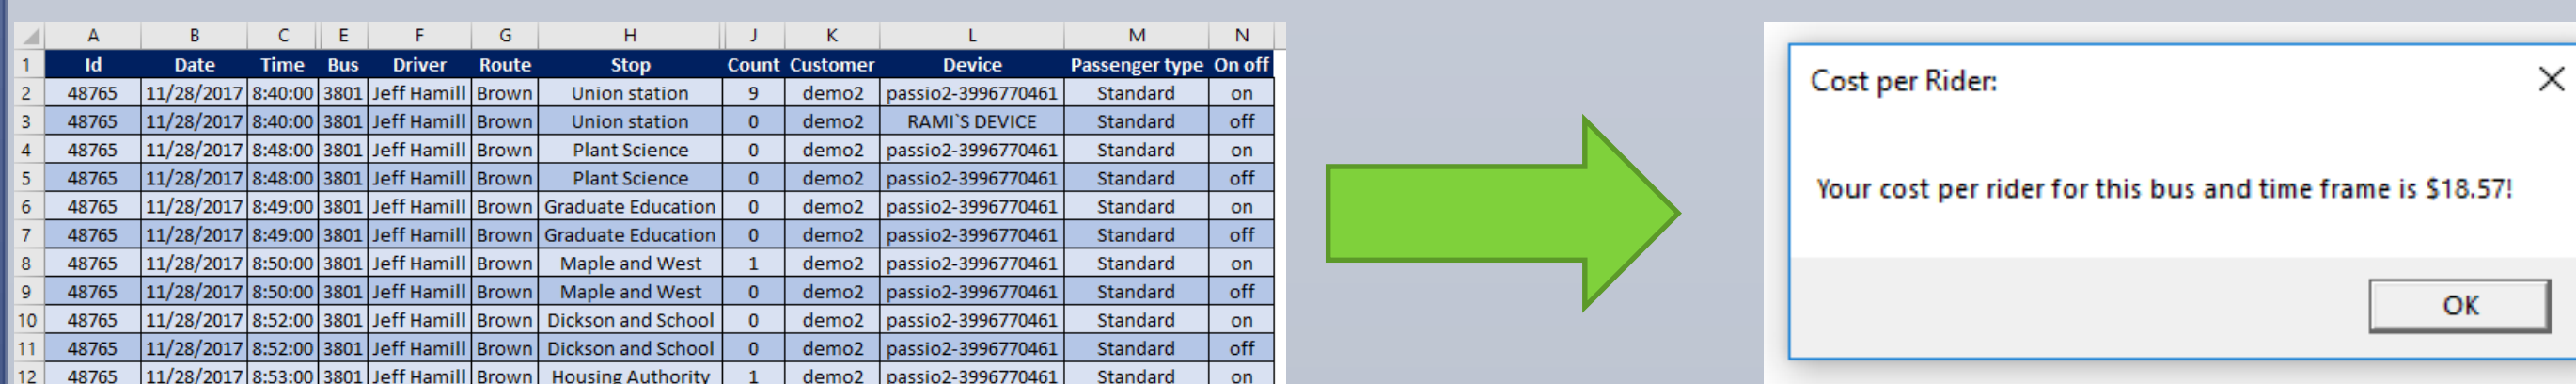 A B C E F G H J K L M N
1 Id Date Time Bus Driver Route Stop Count Customer Device Passenger type On off
2 48765 11/28/2017 8:40:00 3801 Jeff Hamill Brown Union station 9 demo2 passio2-3996770461 Standard on
3 48765 11/28/2017 8:40:00 3801 Jeff Hamill Brown Union station 0 demo2 RAMI`S DEVICE Standard off
4 48765 11/28/2017 8:48:00 3801 Jeff Hamill Brown Plant Science 0 demo2 passio2-3996770461 Standard on
5 48765 11/28/2017 8:48:00 3801 Jeff Hamill Brown Plant Science 0 demo2 passio2-3996770461 Standard off
6 48765 11/28/2017 8:49:00 3801 Jeff Hamill Brown Graduate Education 0 demo2 passio2-3996770461 Standard on
7 48765 11/28/2017 8:49:00 3801 Jeff Hamill Brown Graduate Education 0 demo2 passio2-3996770461 Standard off
8 48765 11/28/2017 8:50:00 3801 Jeff Hamill Brown Maple and West 1 demo2 passio2-3996770461 Standard on
9 48765 11/28/2017 8:50:00 3801 Jeff Hamill Brown Maple and West 0 demo2 passio2-3996770461 Standard off
10 48765 11/28/2017 8:52:00 3801 Jeff Hamill Brown Dickson and School 0 demo2 passio2-3996770461 Standard on
11 48765 11/28/2017 8:52:00 3801 Jeff Hamill Brown Dickson and School 0 demo2 passio2-3996770461 Standard off
12 48765 11/28/2017 8:53:00 3801 Jeff Hamill Brown Housing Authority 1 demo2 passio2-3996770461 Standard on
Cost per Rider:
Your cost per rider for this bus and time frame is $18.57!
OK